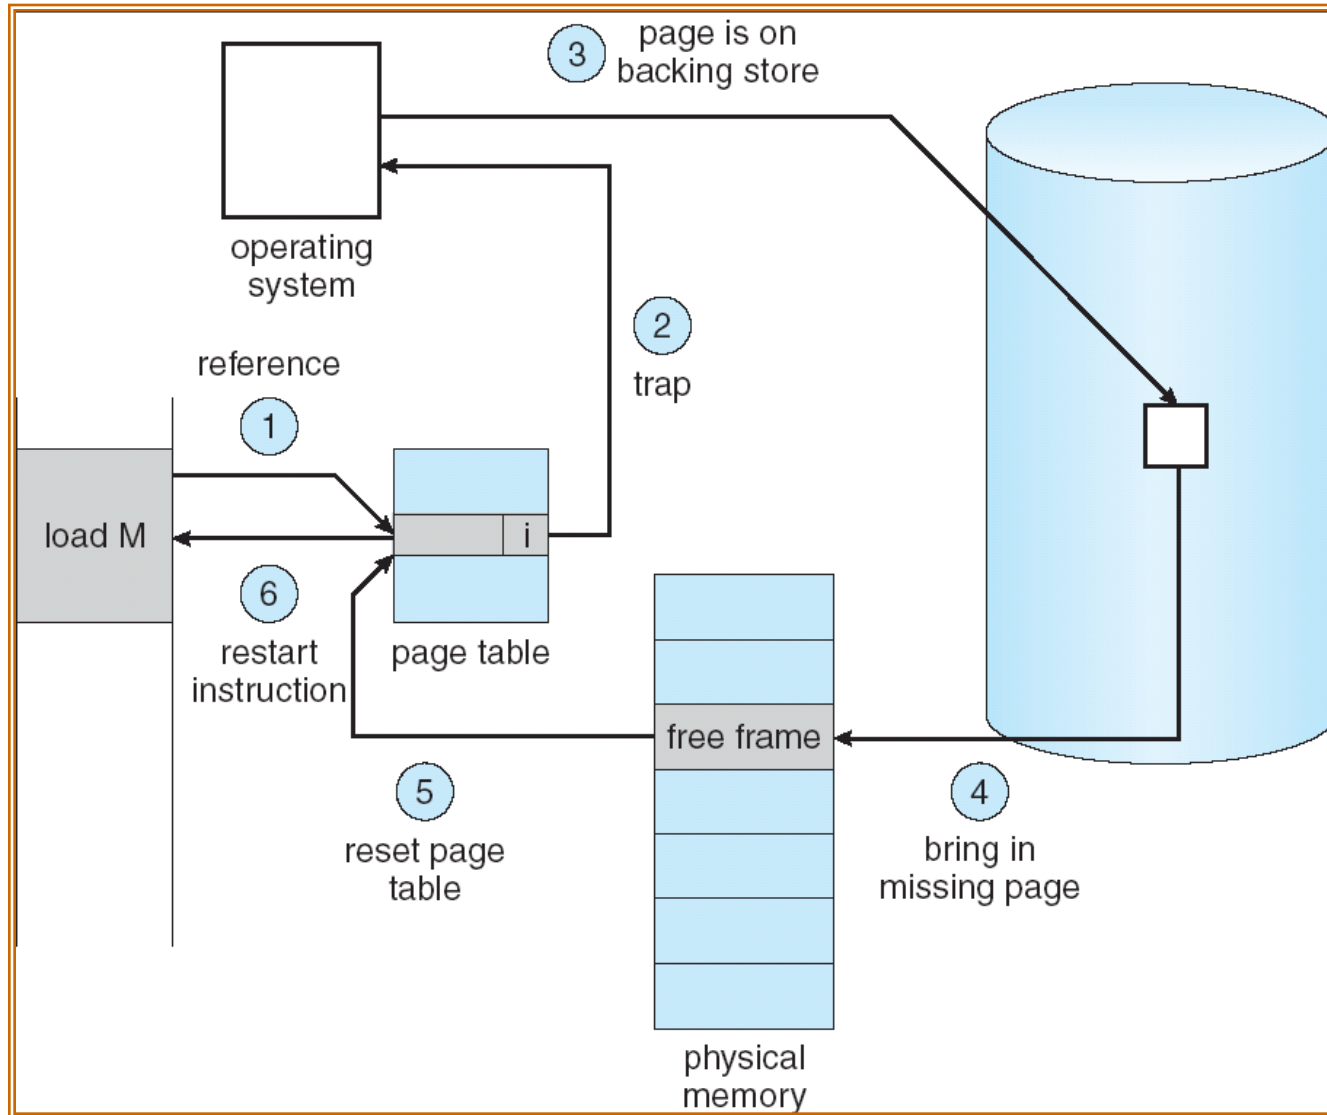 3
page is on
backing store
operating
system
2
trap
reference
1
load M
i
6
restart
instruction
page table
free frame
5
reset page
table
4
bring in
missing page
physical
memory